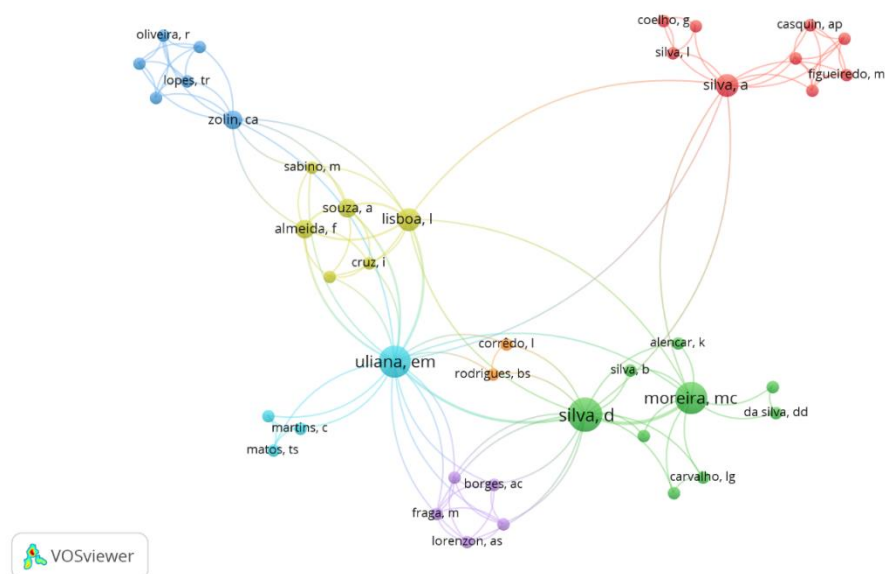 oliveira, r
lopes, tr
zolin, ca
coelho, g
silva, l
casquin, ap
figueiredo, m
silva, a
sabino, m
souza, a
lisboa, l
almeida, f
cruz, i
uliana, em
corrêdo, l
rodrigues, bs
alencar, k
silva, b
moreira, mc
silva, d
da silva, dd
martins, c
matos, ts
carvalho, lg
borges, ac
fraga, m
lorenzon, as
VOSviewer